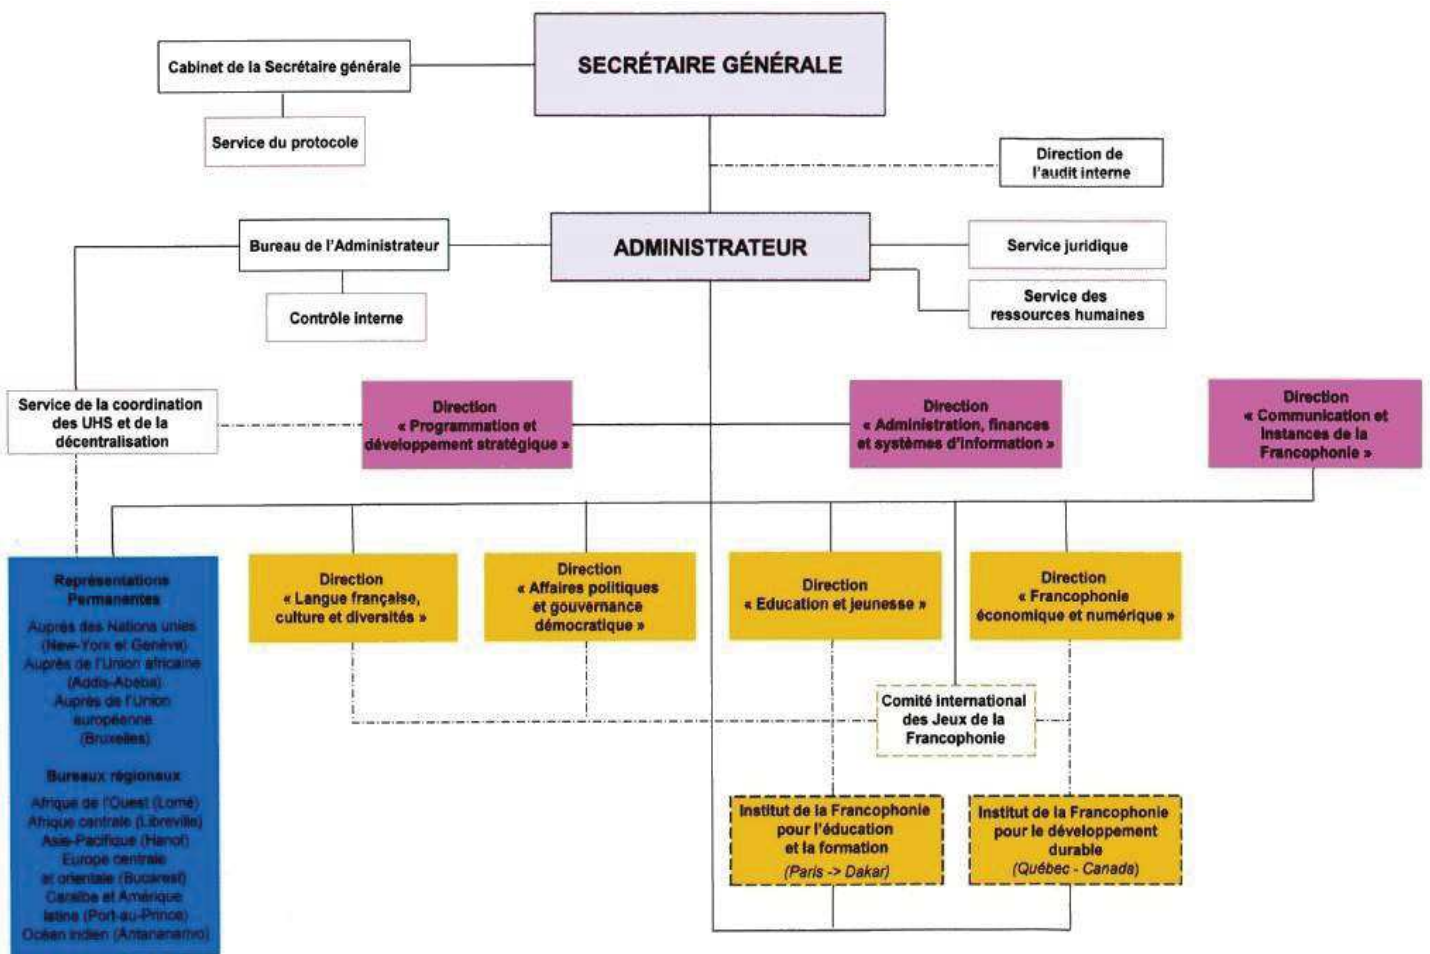 SECRÉTAIRE GÉNÉRALE
Cabinet de la Secrétaire générale
Service du protocole
Direction de
l'audit interne
ADMINISTRATEUR
Bureau de l'Administrateur
Contrôle interne
Service juridique
Service des
ressources humaines
Service de la coordination
des UHS et de la
décentralisation
Direction
« Programmation et
développement stratégique »
Direction
« Administration, finances
et systèmes d'information »
Direction
« Communication et
Instances de la
Francophonie »
Représentations
Permanentes
Auprès des Nations unies
(New-York et Genève)
Auprès de l'Union africaine
(Addis-Abeba)
Auprès de l'Union
européenne
(Bruxelles)
Bureaux régionaux
Afrique de l'Ouest (Lomé)
Afrique centrale (Libreville)
Asie-Pacifique (Hanoï)
Europe centrale
et orientale (Bucarest)
Caraïbe et Amérique
latine (Port-au-Prince)
Océan indien (Antananarivo)
Direction
« Langue française,
culture et diversités »
Direction
« Affaires politiques
et gouvernance
démocratique »
Direction
« Education et jeunesse »
Direction
« Francophonie
économique et numérique »
Comité international
des Jeux de la
Francophonie
Institut de la Francophonie
pour l'éducation
et la formation
(Paris -> Dakar)
Institut de la Francophonie
pour le développement
durable
(Québec - Canada)